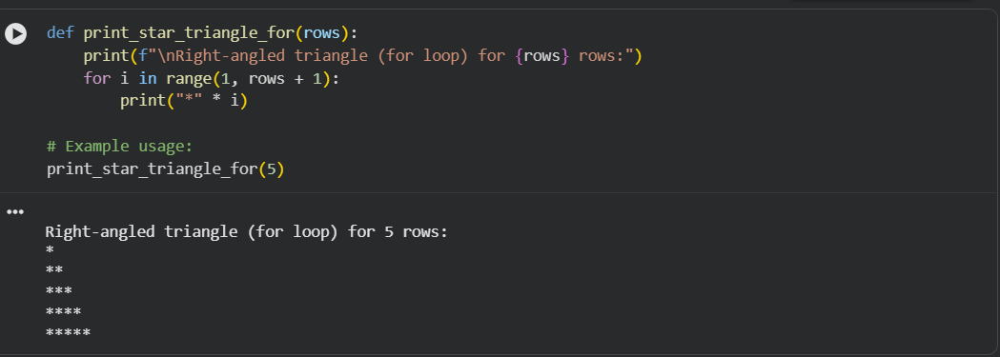 def print_star_triangle_for(rows):
    print(f"\nRight-angled triangle (for loop) for {rows} rows:")
    for i in range(1, rows + 1):
        print("*" * i)

# Example usage:
print_star_triangle_for(5)

Right-angled triangle (for loop) for 5 rows:
*
**
***
****
*****